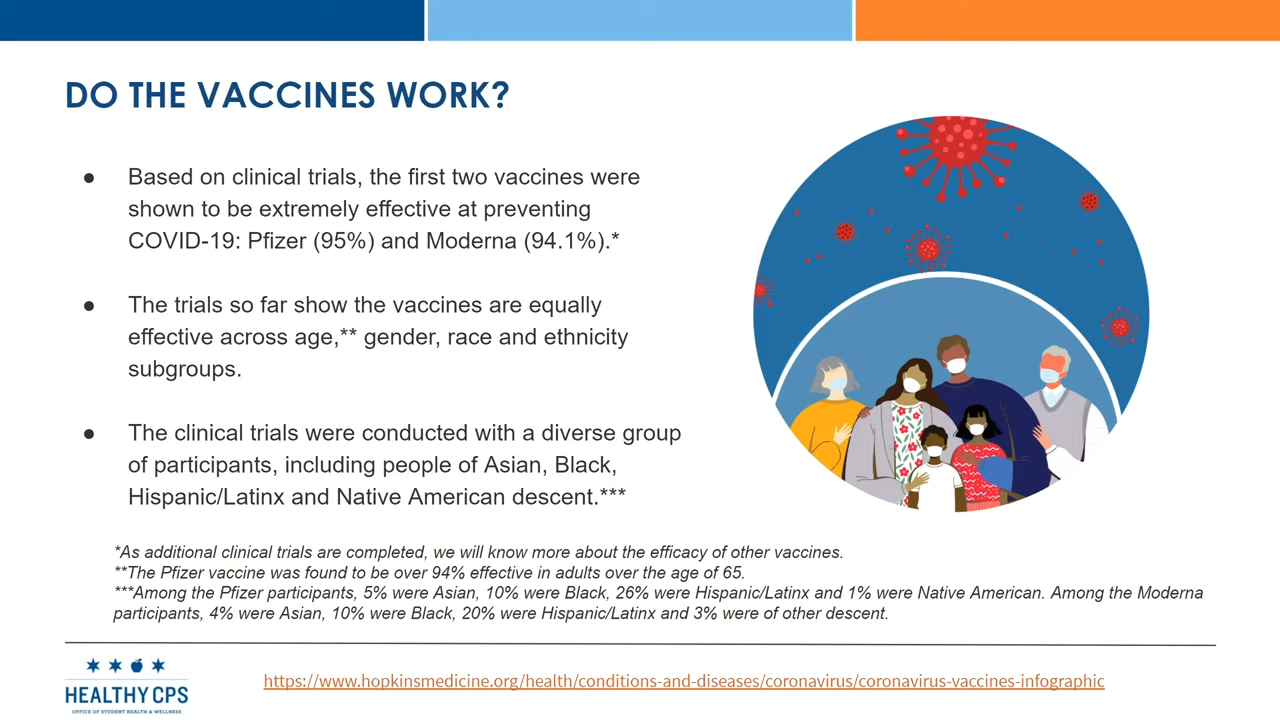 DO THE VACCINES WORK?
● Based on clinical trials, the first two vaccines were
shown to be extremely effective at preventing
COVID-19: Pfizer (95%) and Moderna (94.1%).*
● The trials so far show the vaccines are equally
effective across age,** gender, race and ethnicity
subgroups.
● The clinical trials were conducted with a diverse group
of participants, including people of Asian, Black,
Hispanic/Latinx and Native American descent.***
*As additional clinical trials are completed, we will know more about the efficacy of other vaccines.
**The Pfizer vaccine was found to be over 94% effective in adults over the age of 65.
***Among the Pfizer participants, 5% were Asian, 10% were Black, 26% were Hispanic/Latinx and 1% were Native American. Among the Moderna
participants, 4% were Asian, 10% were Black, 20% were Hispanic/Latinx and 3% were of other descent.
HEALTHY CPS
OFFICE OF STUDENT HEALTH & WELLNESS
https://www.hopkinsmedicine.org/health/conditions-and-diseases/coronavirus/coronavirus-vaccines-infographic